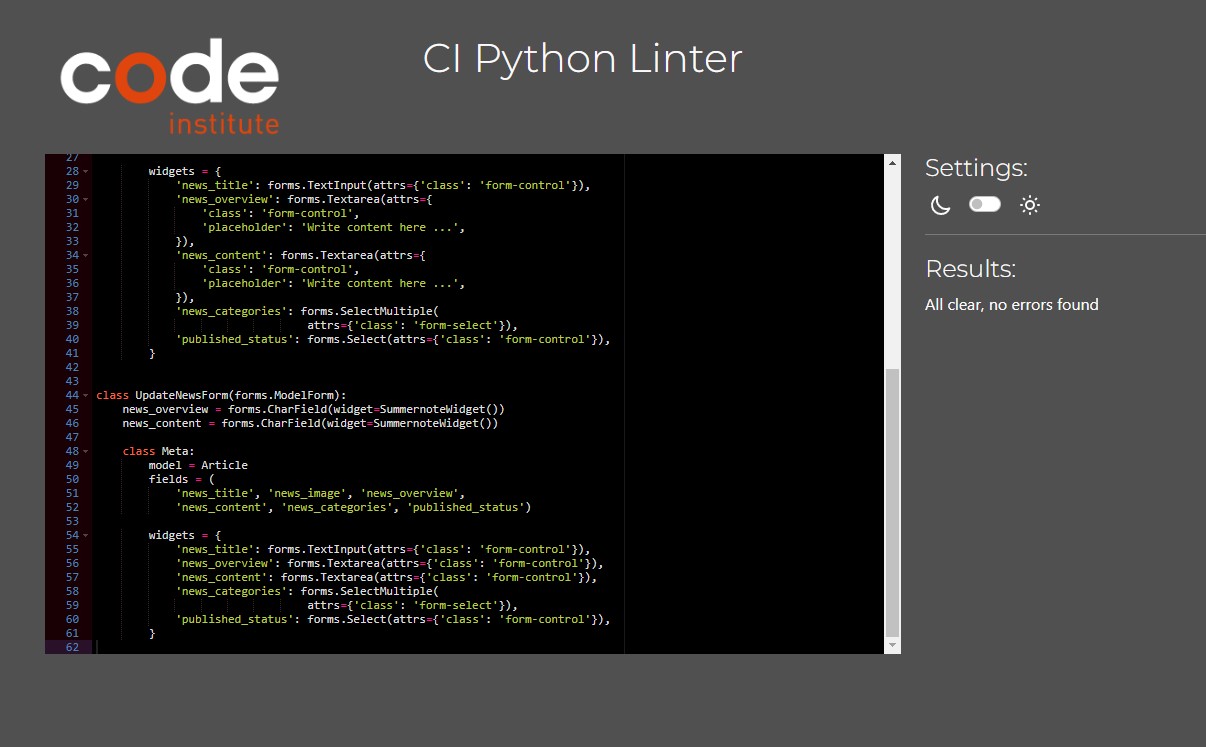 code
institute
CI Python Linter
27
28 widgets = {
29 'news_title': forms.TextInput(attrs={'class': 'form-control'}),
30 'news_overview': forms.Textarea(attrs={
31 'class': 'form-control',
32 'placeholder': 'Write content here ...',
33 }),
34 'news_content': forms.Textarea(attrs={
35 'class': 'form-control',
36 'placeholder': 'Write content here ...',
37 }),
38 'news_categories': forms.SelectMultiple(
39 attrs={'class': 'form-select'}),
40 'published_status': forms.Select(attrs={'class': 'form-control'}),
41 }
42
43
44 class UpdateNewsForm(forms.ModelForm):
45 news_overview = forms.CharField(widget=SummernoteWidget())
46 news_content = forms.CharField(widget=SummernoteWidget())
47
48 class Meta:
49 model = Article
50 fields = (
51 'news_title', 'news_image', 'news_overview',
52 'news_content', 'news_categories', 'published_status')
53
54 widgets = {
55 'news_title': forms.TextInput(attrs={'class': 'form-control'}),
56 'news_overview': forms.Textarea(attrs={'class': 'form-control'}),
57 'news_content': forms.Textarea(attrs={'class': 'form-control'}),
58 'news_categories': forms.SelectMultiple(
59 attrs={'class': 'form-select'}),
60 'published_status': forms.Select(attrs={'class': 'form-control'}),
61 }
62
Settings:
Results:
All clear, no errors found